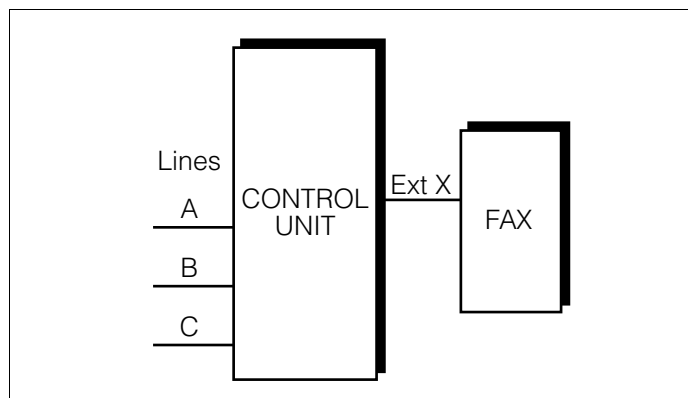 Lines
A
B
C
CONTROL
UNIT
Ext X
FAX